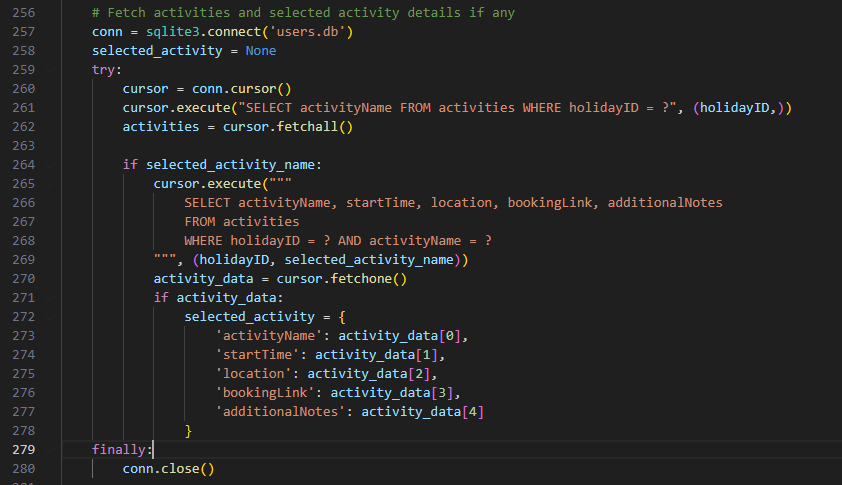 256 # Fetch activities and selected activity details if any
257 conn = sqlite3.connect('users.db')
258 selected_activity = None
259 try:
260 cursor = conn.cursor()
261 cursor.execute("SELECT activityName FROM activities WHERE holidayID = ?", (holidayID,))
262 activities = cursor.fetchall()
263
264 if selected_activity_name:
265 cursor.execute("""
266 SELECT activityName, startTime, location, bookingLink, additionalNotes
267 FROM activities
268 WHERE holidayID = ? AND activityName = ?
269 """, (holidayID, selected_activity_name))
270 activity_data = cursor.fetchone()
271 if activity_data:
272 selected_activity = {
273 'activityName': activity_data[0],
274 'startTime': activity_data[1],
275 'location': activity_data[2],
276 'bookingLink': activity_data[3],
277 'additionalNotes': activity_data[4]
278 }
279 finally:
280 conn.close()